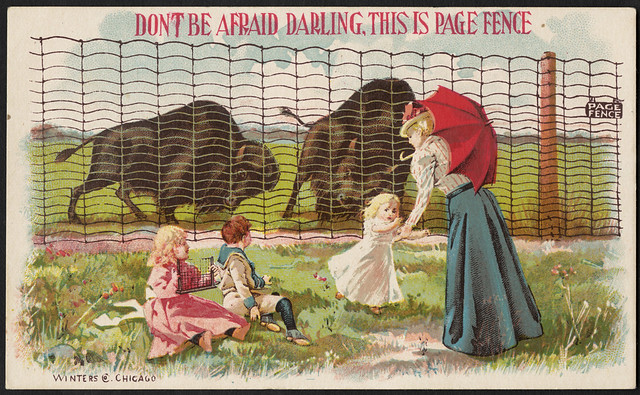 DON'T BE AFRAID DARLING, THIS IS PAGE FENCE
PAGE
FENCE
WINTERS CO. CHICAGO